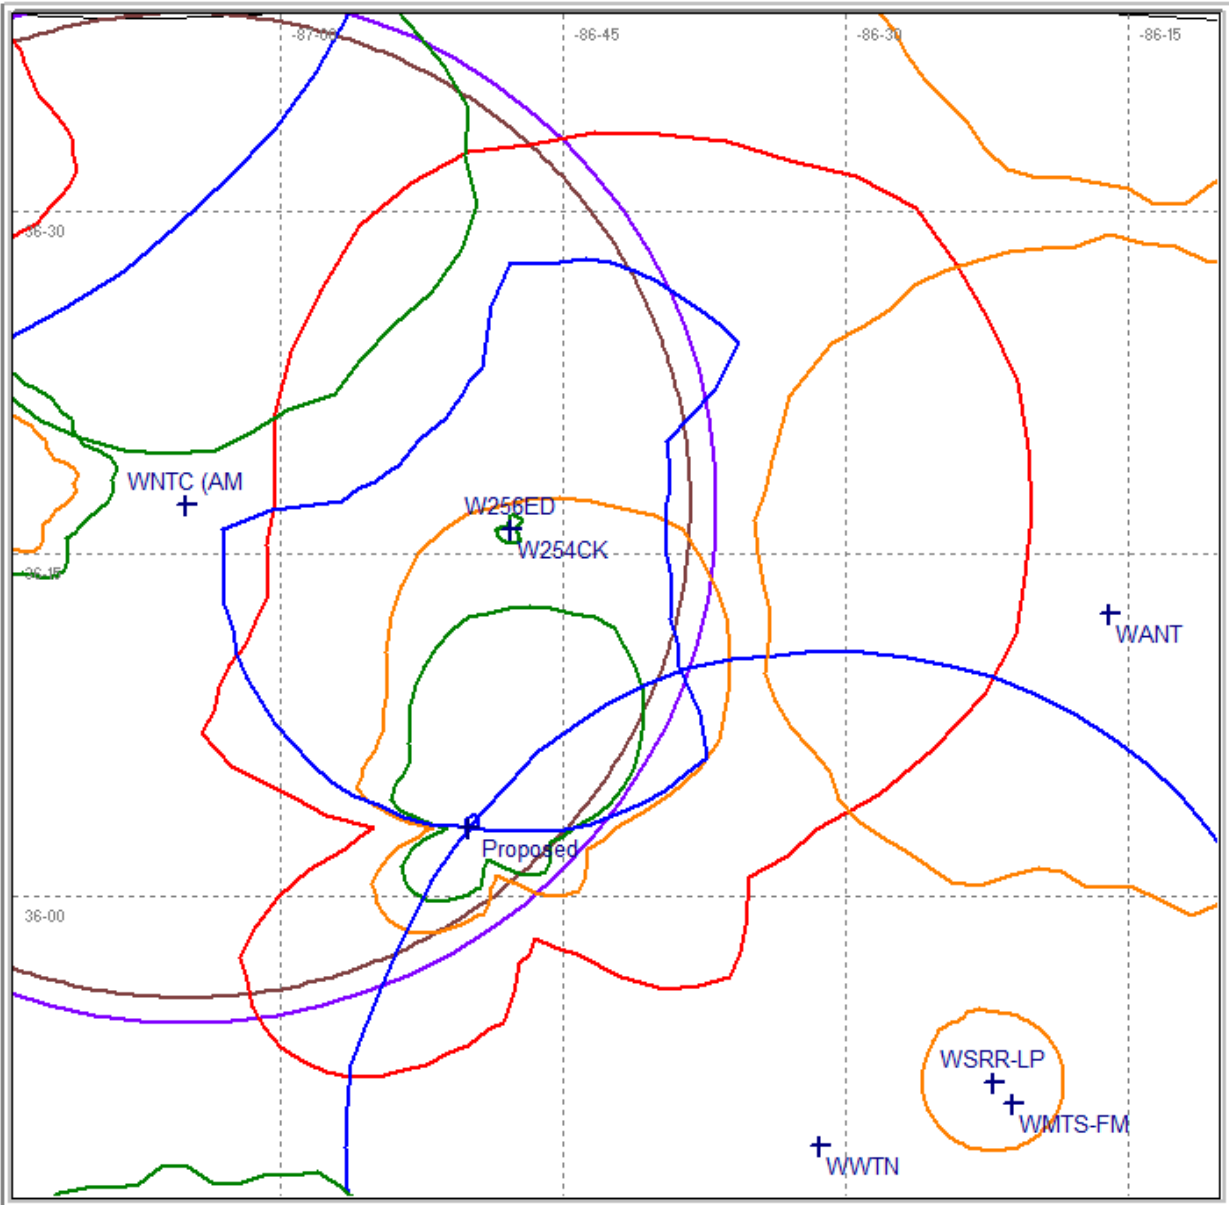 -87-00
-86-45
-86-30
-86-15
36-30
WNTC (AM
W256ED
W254CK
36-15
WANT
Proposed
36-00
WSRR-LP
WMTS-FM
WWTN